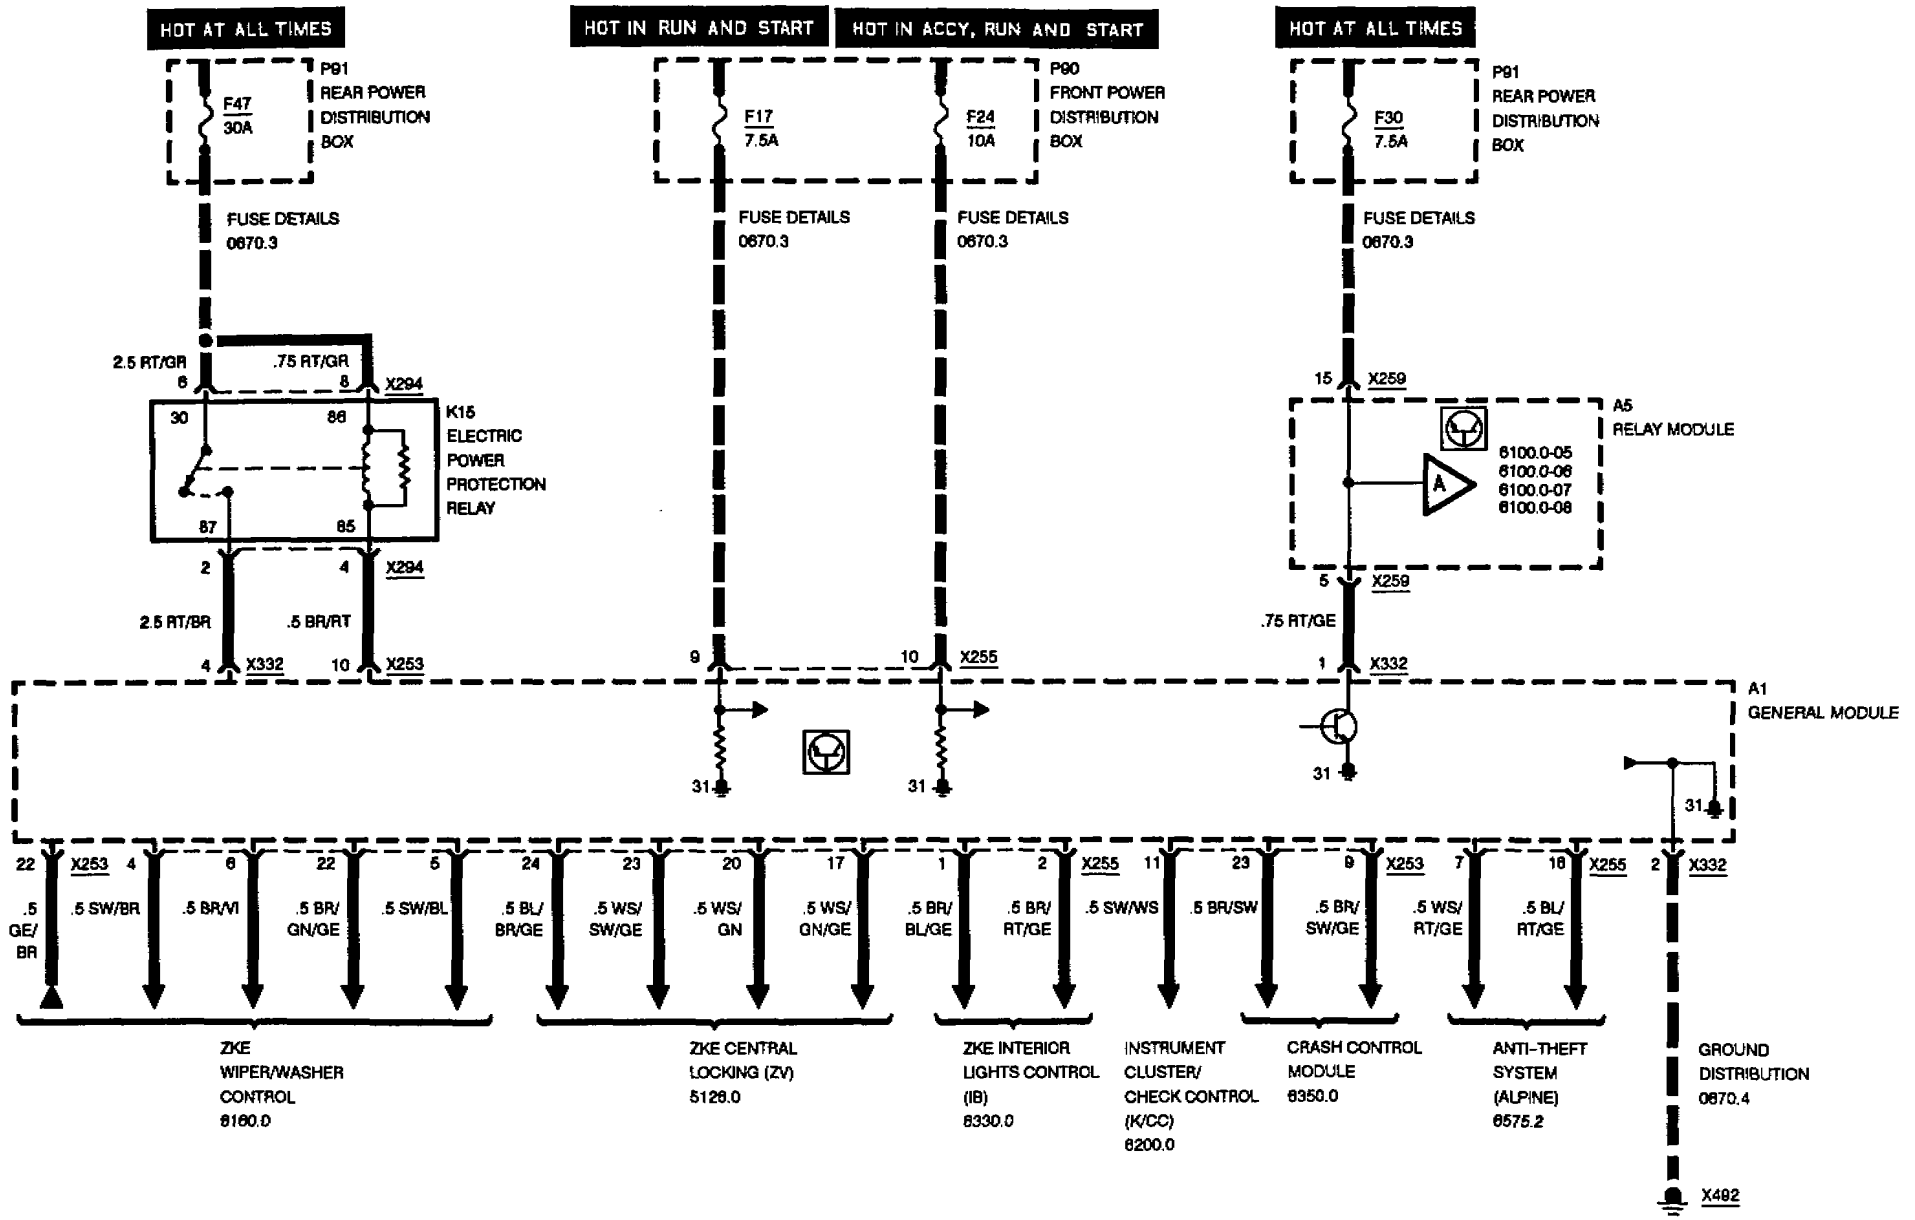 HOT AT ALL TIMES
HOT IN RUN AND START
HOT IN ACCY, RUN AND START
HOT AT ALL TIMES
P91
REAR POWER
DISTRIBUTION
BOX
F47
30A
F17
7.5A
F24
10A
P90
FRONT POWER
DISTRIBUTION
BOX
F30
7.5A
P91
REAR POWER
DISTRIBUTION
BOX
FUSE DETAILS
0670.3
FUSE DETAILS
0670.3
FUSE DETAILS
0670.3
FUSE DETAILS
0670.3
2.5 RT/GR
.75 RT/GR
6
8
X294
15
X259
30
86
K15
ELECTRIC
POWER
PROTECTION
RELAY
87
85
A5
RELAY MODULE
A
6100.0-05
6100.0-06
6100.0-07
6100.0-08
2
4
X294
5
X259
2.5 RT/BR
.5 BR/RT
.75 RT/GE
4
X332
10
X253
9
10
X255
1
X332
A1
GENERAL MODULE
31
31
31
31
22
X253
4
6
22
5
24
23
20
17
1
2
X255
11
23
9
X253
7
16
X255
2
X332
.5
GE/
BR
.5 SW/BR
.5 BR/VI
.5 BR/
GN/GE
.5 SW/BL
.5 BL/
BR/GE
.5 WS/
SW/GE
.5 WS/
GN
.5 WS/
GN/GE
.5 BR/
BL/GE
.5 BR/
RT/GE
.5 SW/WS
.5 BR/SW
.5 BR/
SW/GE
.5 WS/
RT/GE
.5 BL/
RT/GE
ZKE
WIPER/WASHER
CONTROL
6160.0
ZKE CENTRAL
LOCKING (ZV)
5126.0
ZKE INTERIOR
LIGHTS CONTROL
(IB)
6330.0
INSTRUMENT
CLUSTER/
CHECK CONTROL
(K/CC)
6200.0
CRASH CONTROL
MODULE
6350.0
ANTI-THEFT
SYSTEM
(ALPINE)
6575.2
GROUND
DISTRIBUTION
0670.4
X492